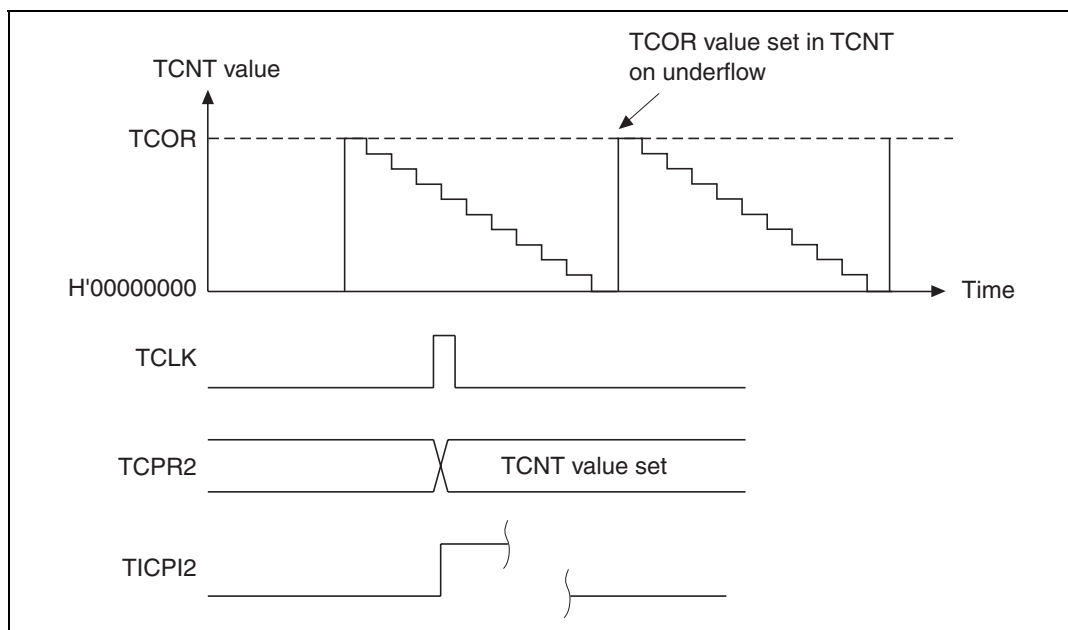 TCOR value set in TCNT
on underflow
TCNT value
TCOR
H'00000000
Time
TCLK
TCPR2
TCNT value set
TICPI2